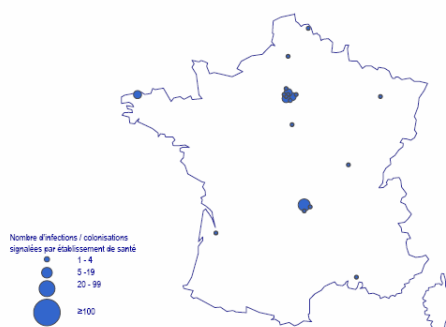 Nombre d'infections / colonisations
signalées par établissement de santé
1 - 4
5 -19
20 - 99
≥100